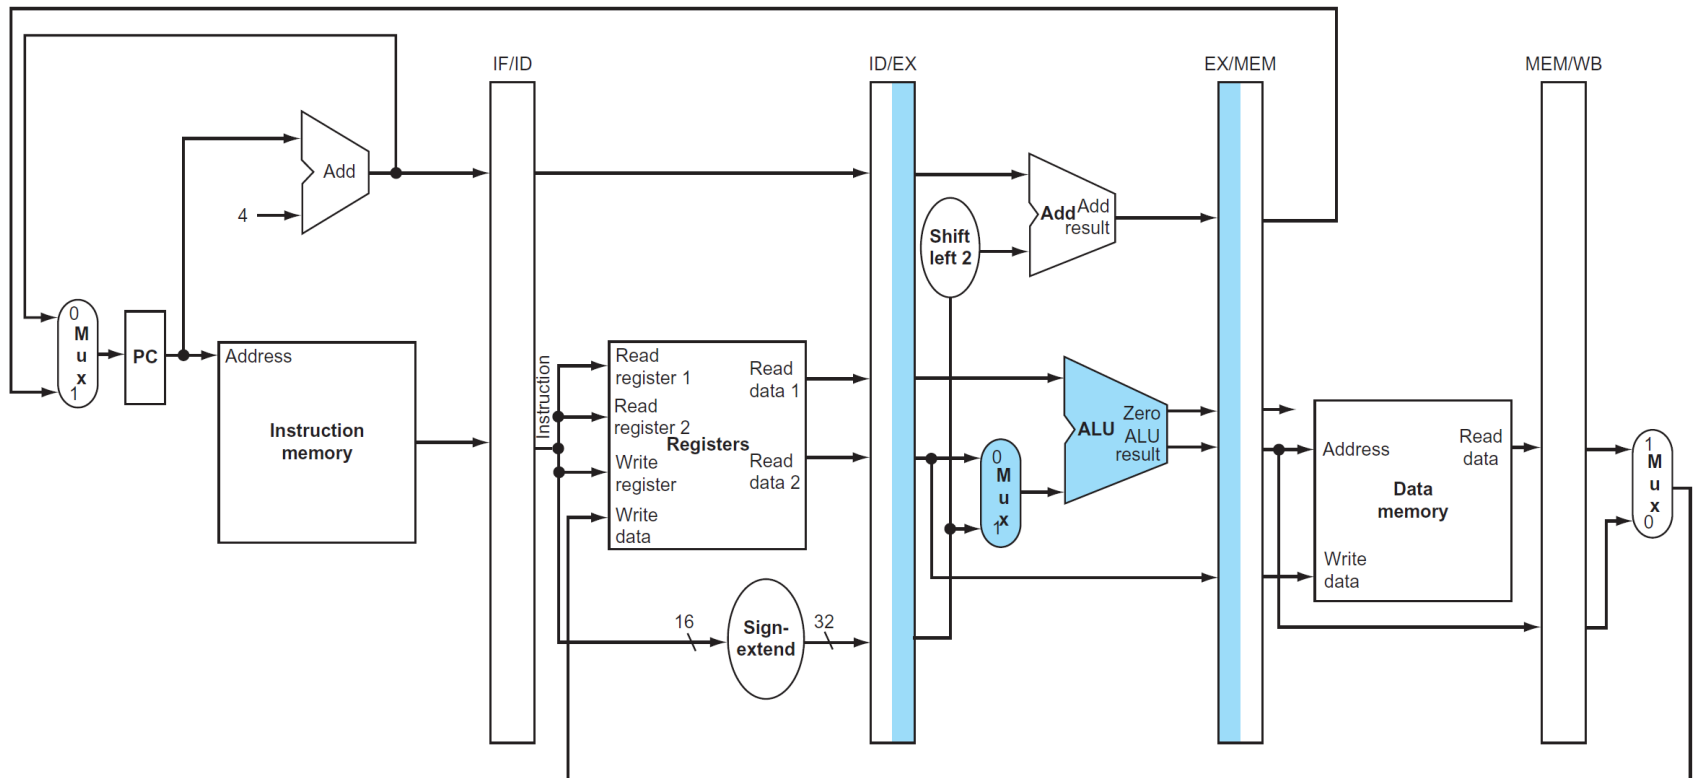 IF/ID
ID/EX
EX/MEM
MEM/WB
Add
4
Add
Add
result
Shift
left 2
0
M
u
x
1
PC
Address
Instruction
memory
Instruction
Read
register 1
Read
register 2
Write
register
Write
data
Registers
Read
data 1
Read
data 2
16
Sign-
extend
32
0
M
u
x
1
ALU
Zero
ALU
result
Address
Read
data
Data
memory
Write
data
1
M
u
x
0